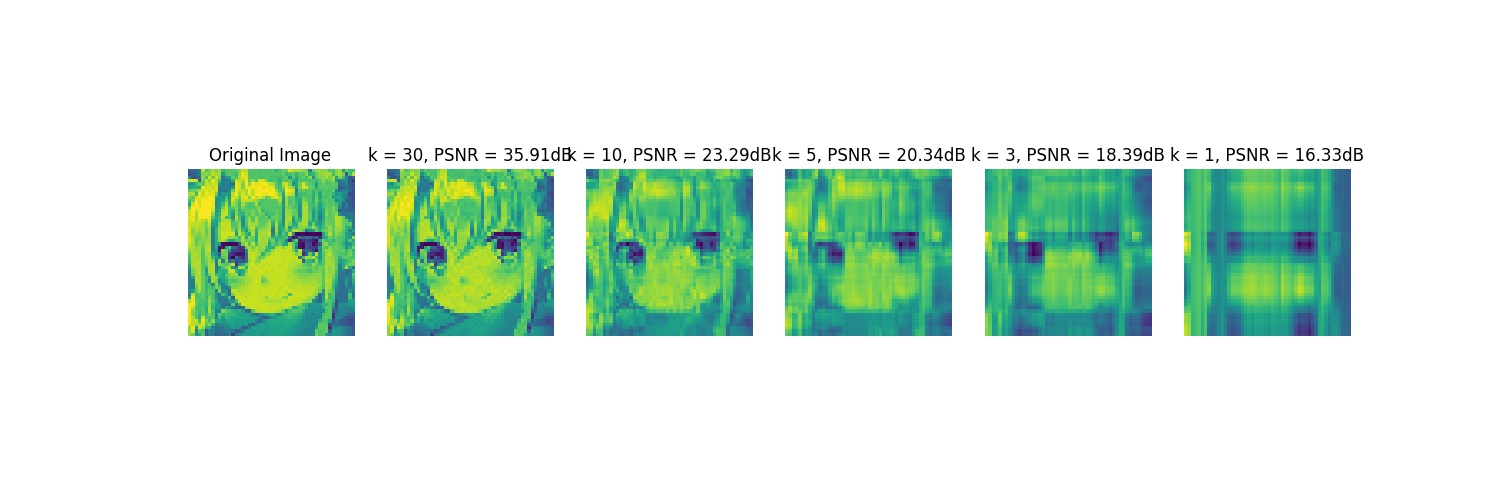 Original Image
k = 30, PSNR = 35.91dB
k = 10, PSNR = 23.29dB
k = 5, PSNR = 20.34dB
k = 3, PSNR = 18.39dB
k = 1, PSNR = 16.33dB